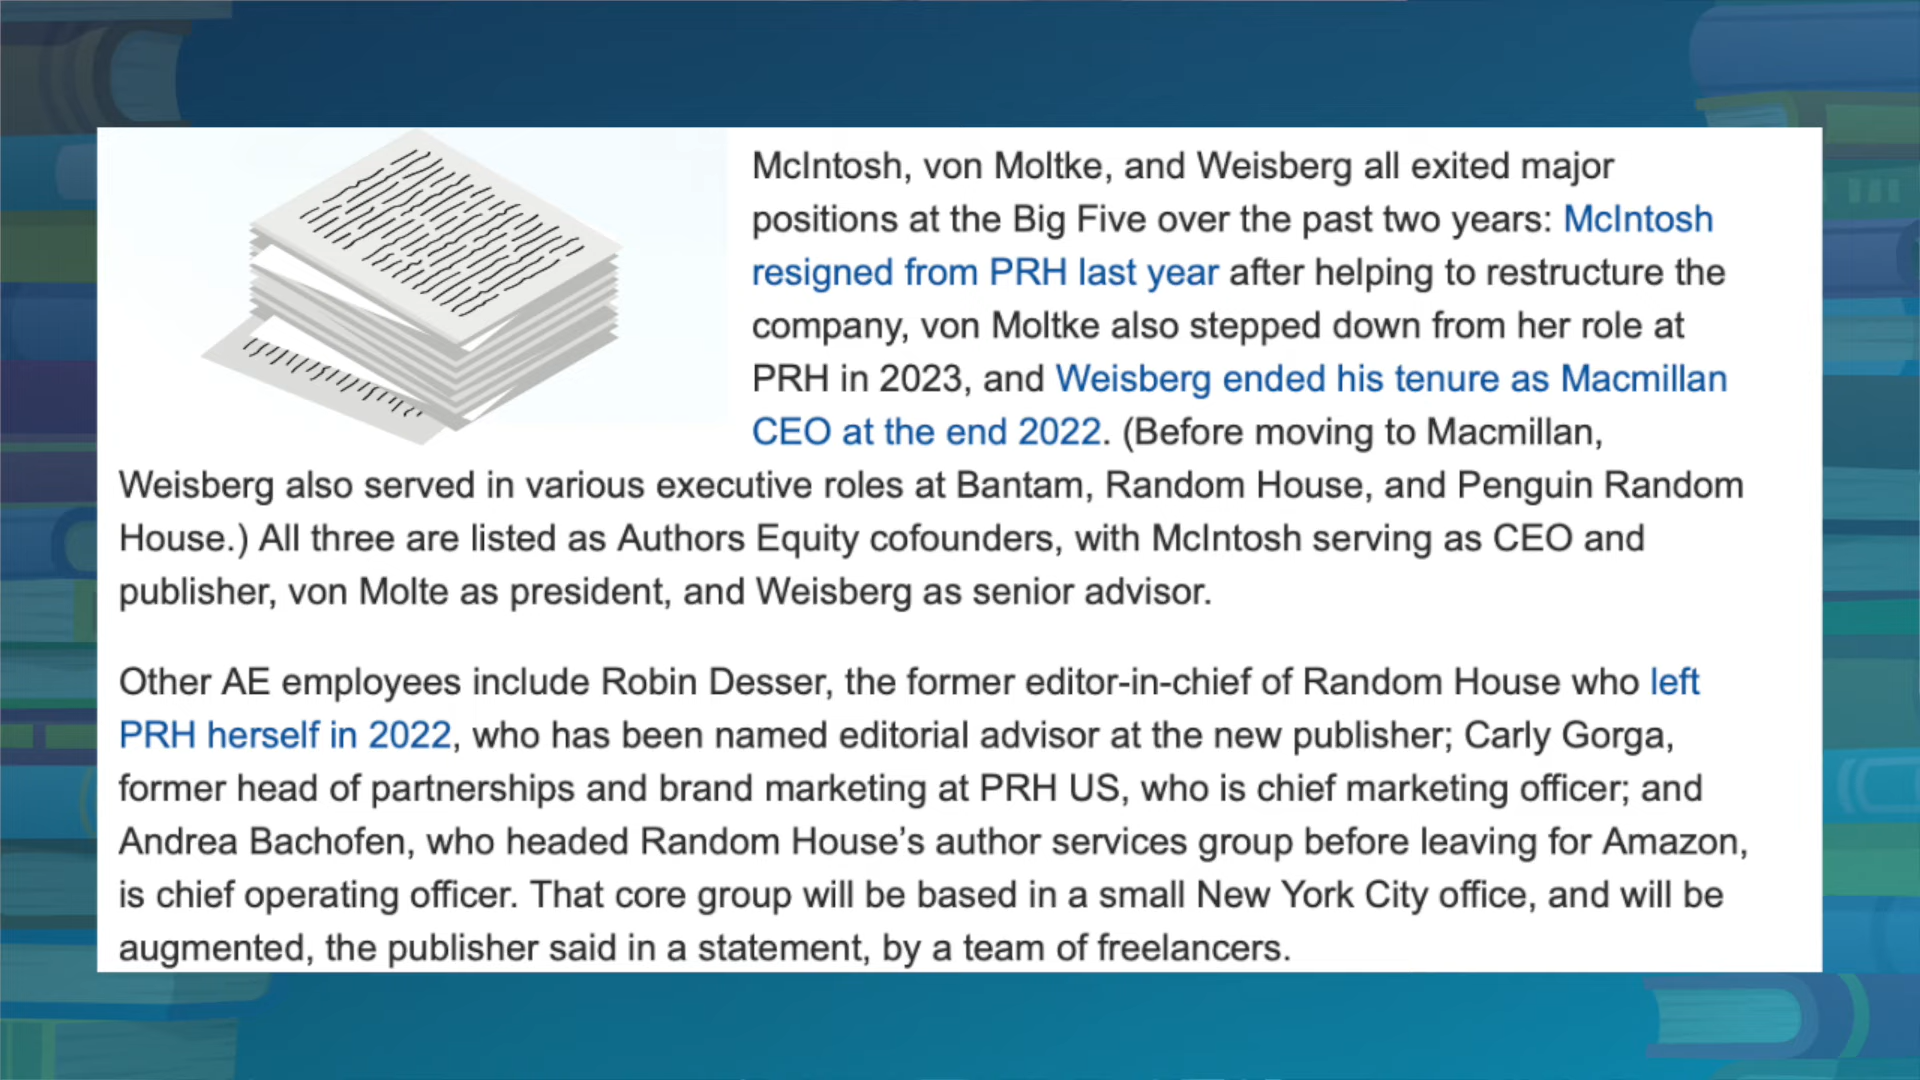 McIntosh, von Moltke, and Weisberg all exited major
positions at the Big Five over the past two years: McIntosh
resigned from PRH last year after helping to restructure the
company, von Moltke also stepped down from her role at
PRH in 2023, and Weisberg ended his tenure as Macmillan
CEO at the end 2022. (Before moving to Macmillan,
Weisberg also served in various executive roles at Bantam, Random House, and Penguin Random
House.) All three are listed as Authors Equity cofounders, with McIntosh serving as CEO and
publisher, von Molte as president, and Weisberg as senior advisor.
Other AE employees include Robin Desser, the former editor-in-chief of Random House who left
PRH herself in 2022, who has been named editorial advisor at the new publisher; Carly Gorga,
former head of partnerships and brand marketing at PRH US, who is chief marketing officer; and
Andrea Bachofen, who headed Random House’s author services group before leaving for Amazon,
is chief operating officer. That core group will be based in a small New York City office, and will be
augmented, the publisher said in a statement, by a team of freelancers.